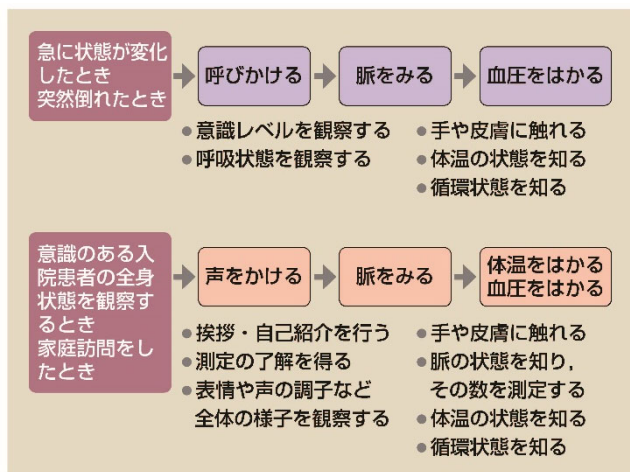 急に状態が変化
したとき
突然倒れたとき
呼びかける
脈をみる
血圧をはかる
●意識レベルを観察する
●呼吸状態を観察する
●手や皮膚に触れる
●体温の状態を知る
●循環状態を知る
意識のある入
院患者の全身
状態を観察す
るとき
家庭訪問をし
たとき
声をかける
脈をみる
体温をはかる
血圧をはかる
●挨拶・自己紹介を行う
●測定の了解を得る
●表情や声の調子など
全体の様子を観察する
●手や皮膚に触れる
●脈の状態を知り，
その数を測定する
●体温の状態を知る
●循環状態を知る